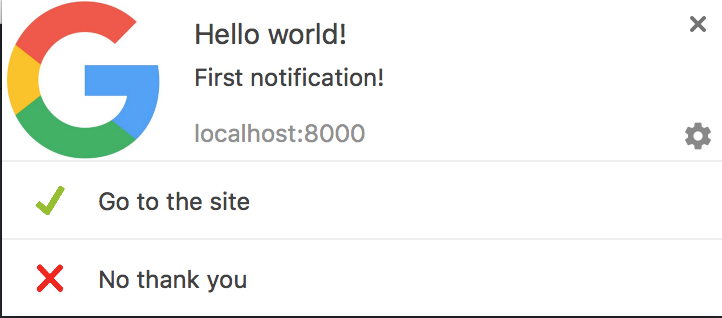 Hello world!
First notification!
localhost:8000
Go to the site
No thank you